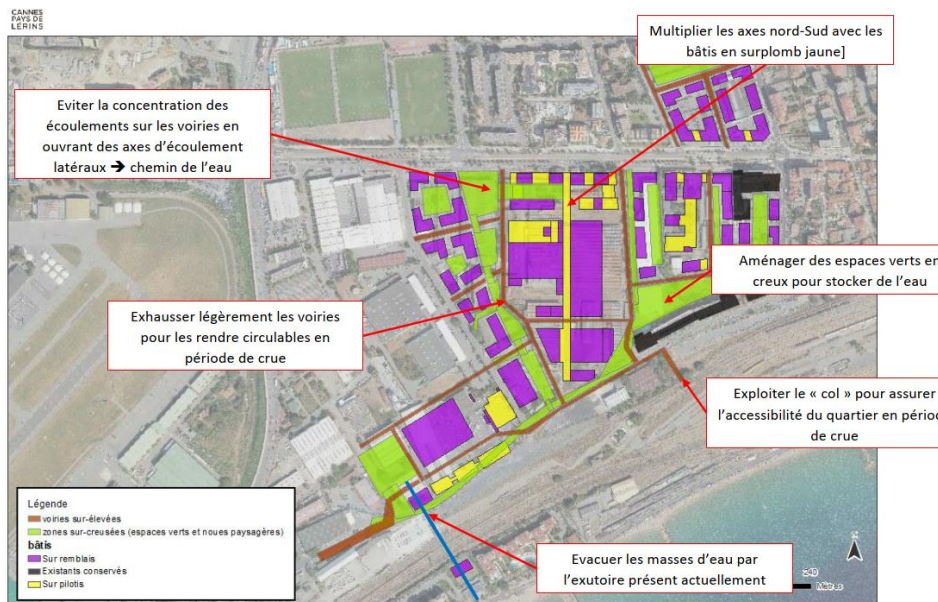 CANNES
PAYS DE
LÉRINS
Multiplier les axes nord-Sud avec les
bâtis en surplomb jaune]
Eviter la concentration des
écoulements sur les voiries en
ouvrant des axes d'écoulement
latéraux ➔ chemin de l'eau
Aménager des espaces verts en
creux pour stocker de l'eau
Exhausser légèrement les voiries
pour les rendre circulables en
période de crue
Exploiter le « col » pour assurer
l'accessibilité du quartier en périod
de crue
Evacuer les masses d'eau par
l'exutoire présent actuellement
Légende
voiries sur-élevées
zones sur-creusées (espaces verts et noues paysagères)
bâtis
Sur remblais
Existants conservés
Sur pilotis
240